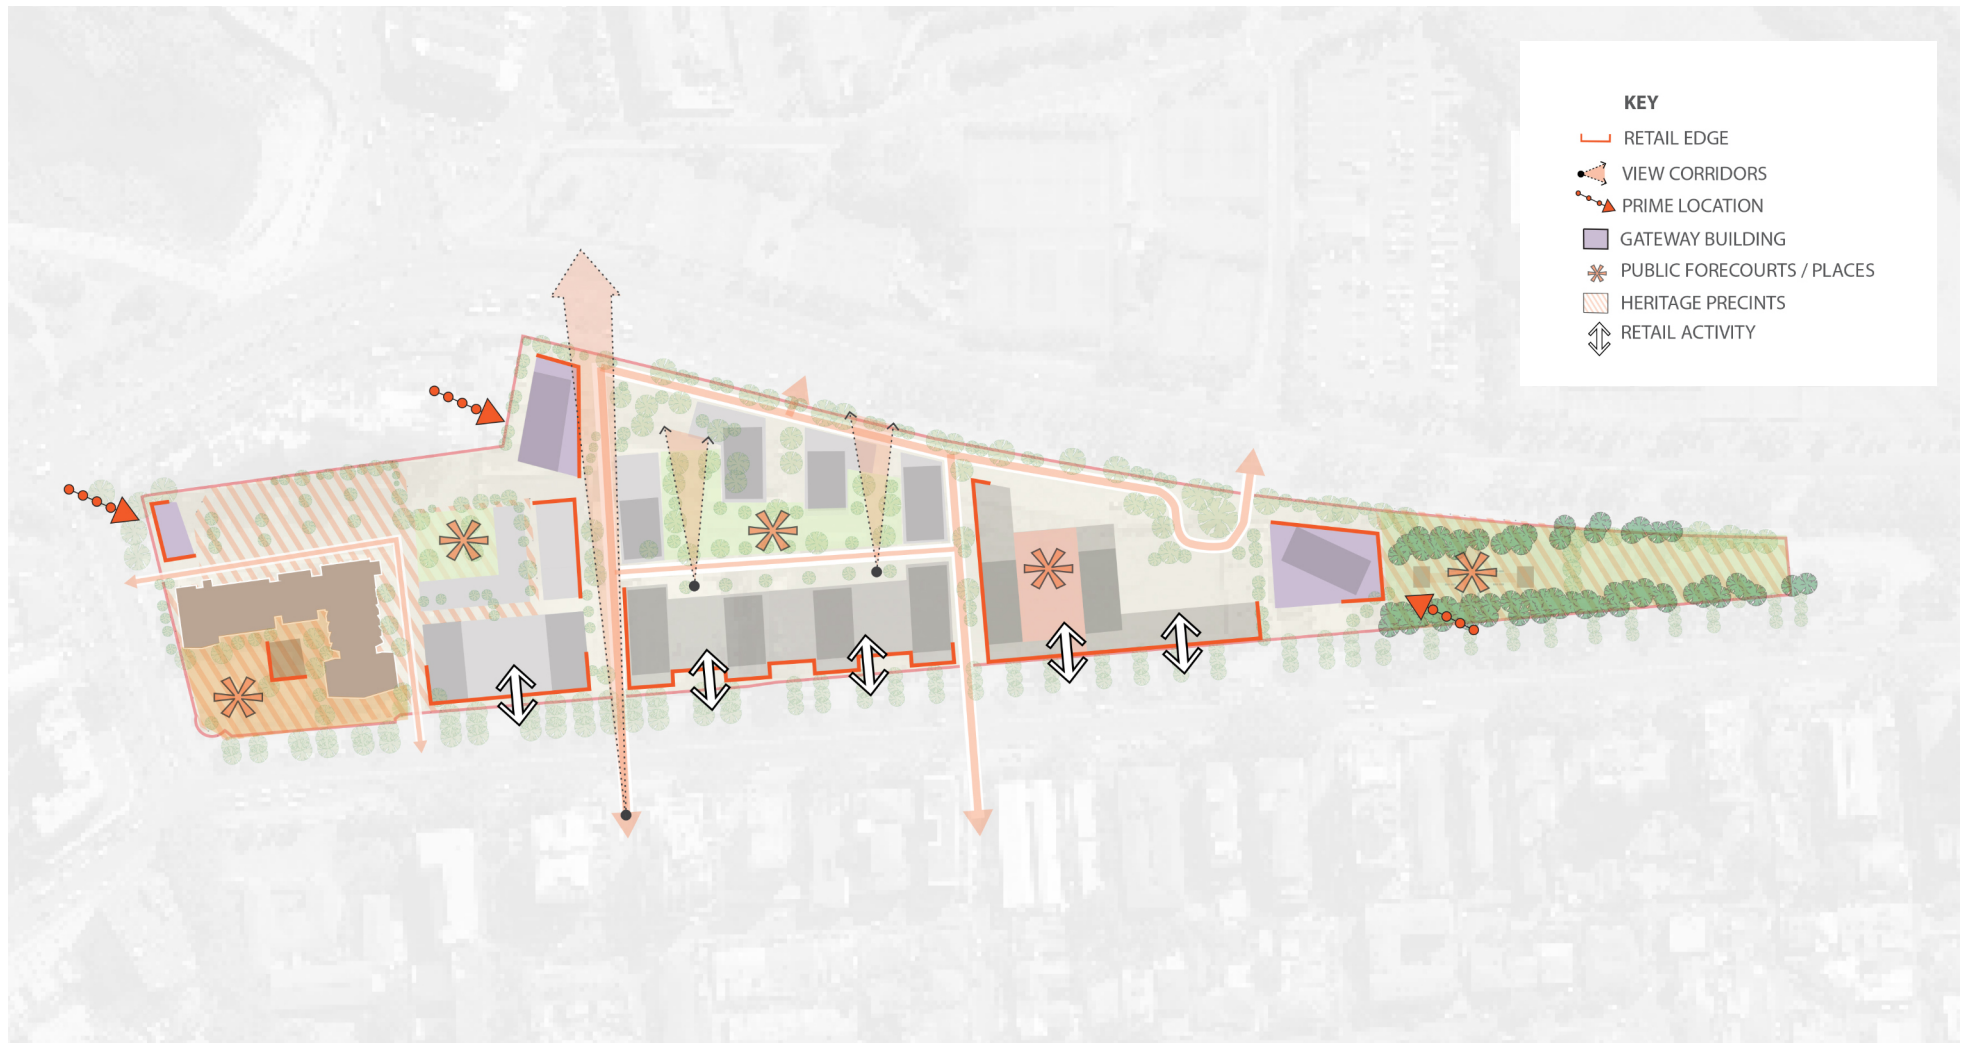 KEY
RETAIL EDGE
VIEW CORRIDORS
PRIME LOCATION
GATEWAY BUILDING
PUBLIC FORECOURTS / PLACES
HERITAGE PRECINTS
RETAIL ACTIVITY